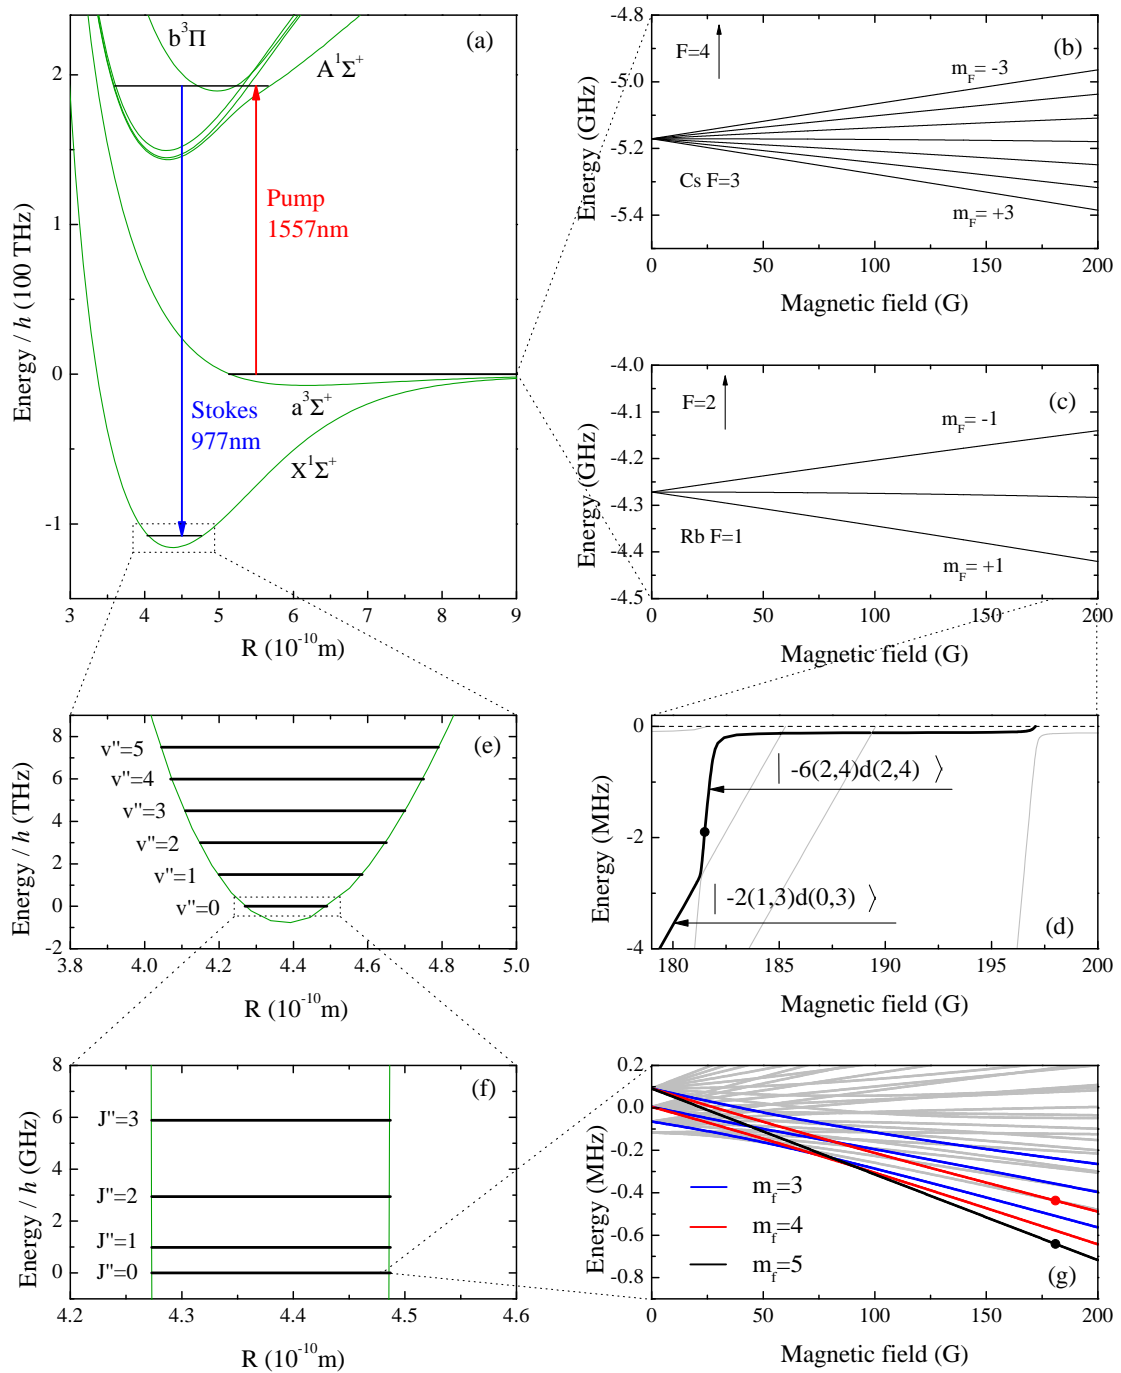 (a)
b³Π
A¹Σ⁺
Pump
1557nm
Stokes
977nm
a³Σ⁺
X¹Σ⁺
2
1
0
-1
Energy / h (100 THz)
3 4 5 6 7 8 9
R (10⁻¹⁰m)
(b)
F=4
m_F= -3
Cs F=3
m_F= +3
-4.8
-5.0
-5.2
-5.4
Energy (GHz)
0 50 100 150 200
Magnetic field (G)
(c)
F=2
m_F= -1
Rb F=1
m_F= +1
-4.0
-4.1
-4.2
-4.3
-4.4
-4.5
Energy (GHz)
0 50 100 150 200
Magnetic field (G)
(e)
v''=5
v''=4
v''=3
v''=2
v''=1
v''=0
8
6
4
2
0
-2
Energy / h (THz)
3.8 4.0 4.2 4.4 4.6 4.8 5.0
R (10⁻¹⁰m)
| -6(2,4)d(2,4) ⟩
| -2(1,3)d(0,3) ⟩
(d)
0
-2
-4
Energy (MHz)
180 185 190 195 200
Magnetic field (G)
(f)
J''=3
J''=2
J''=1
J''=0
8
6
4
2
0
Energy / h (GHz)
4.2 4.3 4.4 4.5 4.6
R (10⁻¹⁰m)
m_f=3
m_f=4
m_f=5
(g)
0.2
0.0
-0.2
-0.4
-0.6
-0.8
Energy (MHz)
0 50 100 150 200
Magnetic field (G)